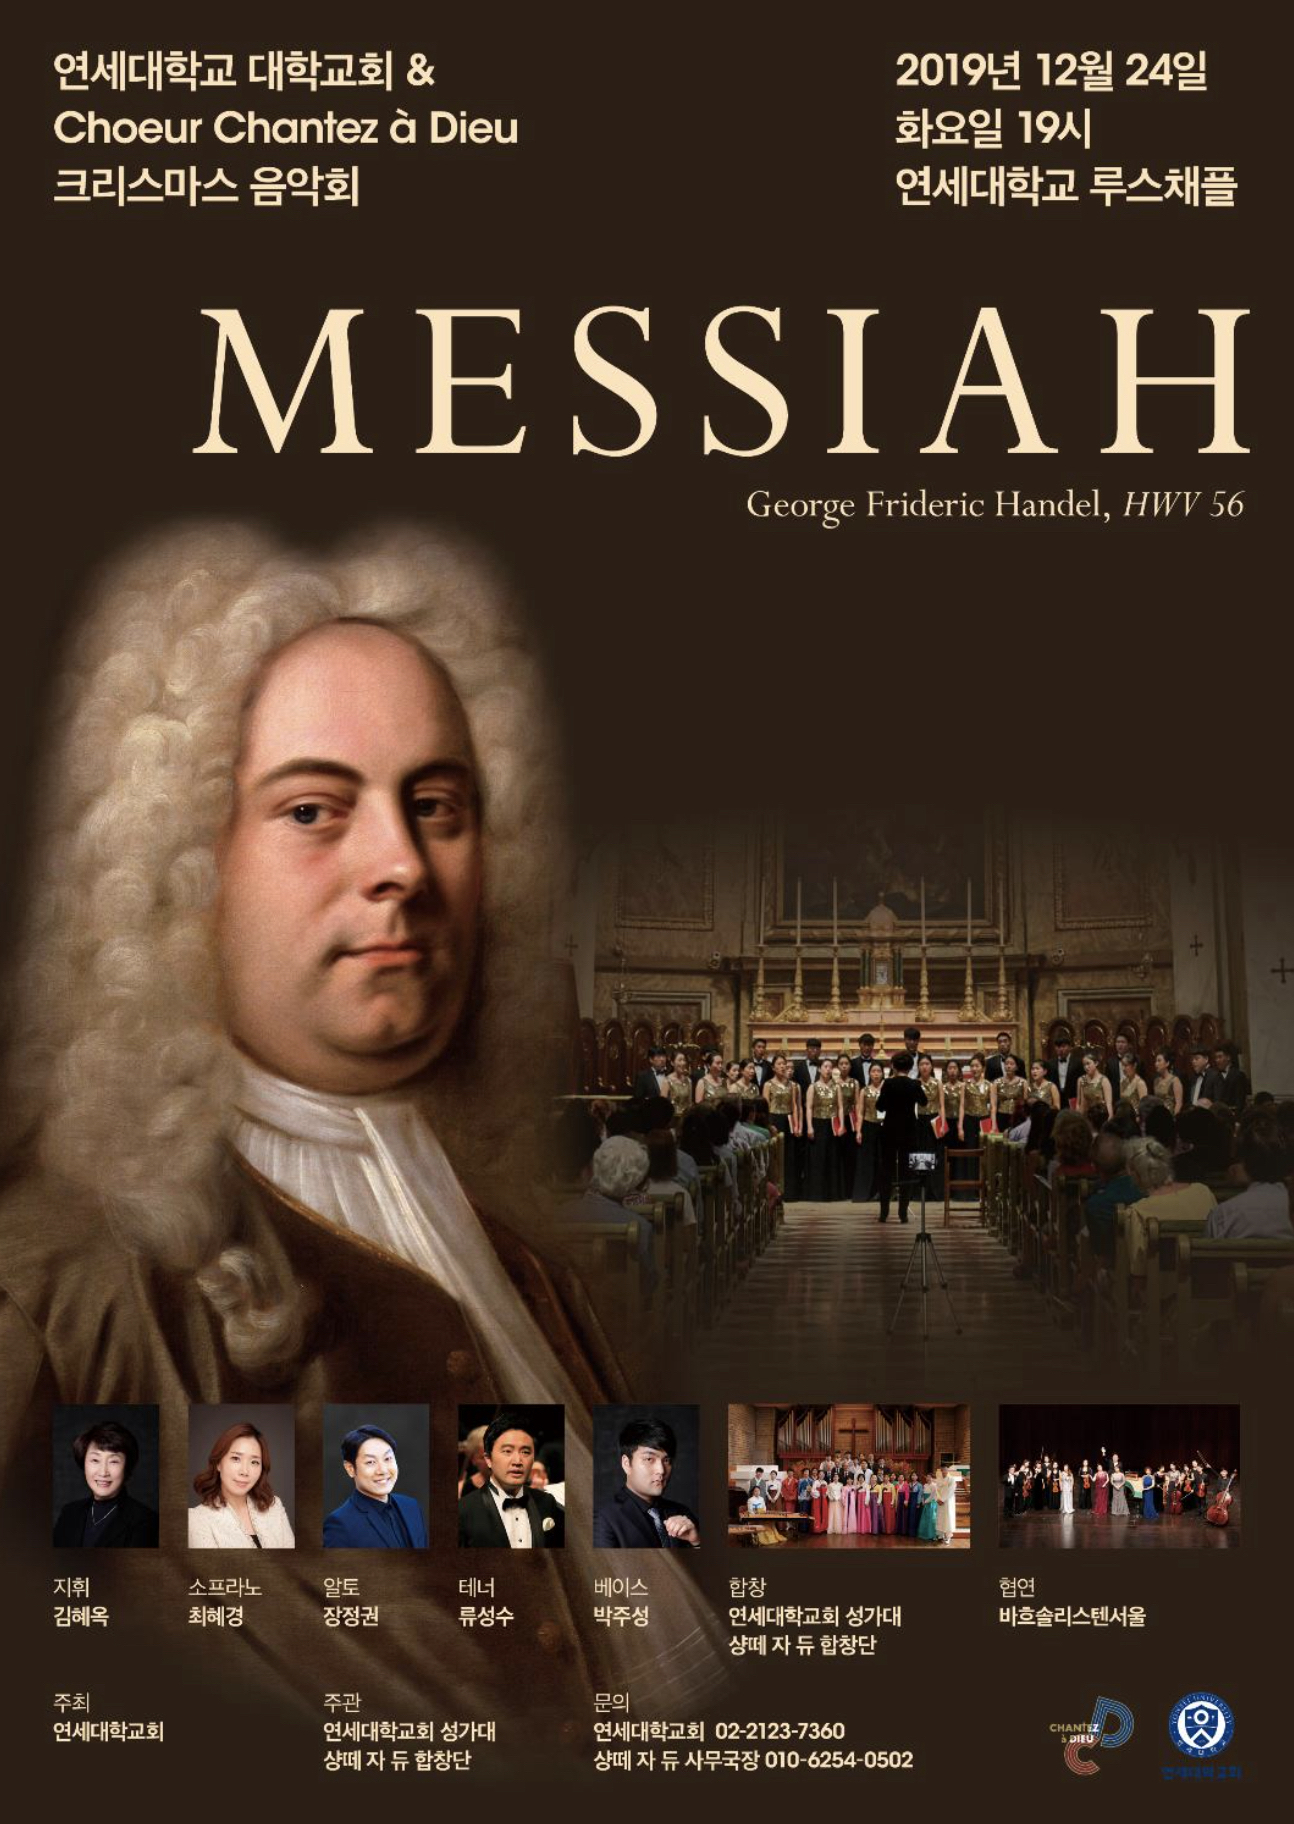 연세대학교 대학교회 &
Choeur Chantez à Dieu
크리스마스 음악회
2019년 12월 24일
화요일 19시
연세대학교 루스채플
MESSIAH
George Frideric Handel, HWV 56
지휘
김혜옥
소프라노
최혜경
알토
장정권
테너
류성수
베이스
박주성
합창
연세대학교회 성가대
샹떼 자 듀 합창단
협연
바흐솔리스텐서울
주최
연세대학교회
주관
연세대학교회 성가대
샹떼 자 듀 합창단
문의
연세대학교회 02-2123-7360
샹떼 자 듀 사무국장 010-6254-0502
CHANTEZ
à DIEU
연세대학교회